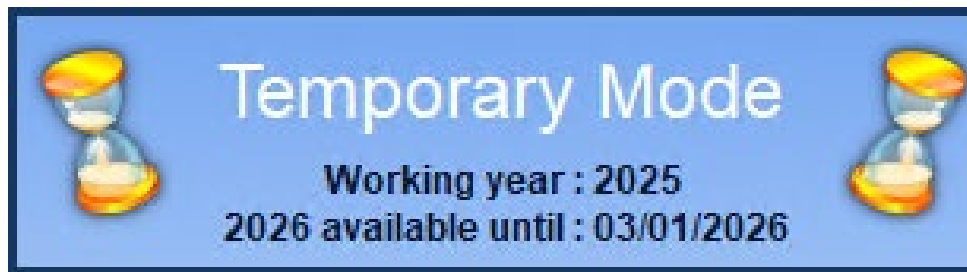 Temporary Mode
Working year : 2025
2026 available until : 03/01/2026